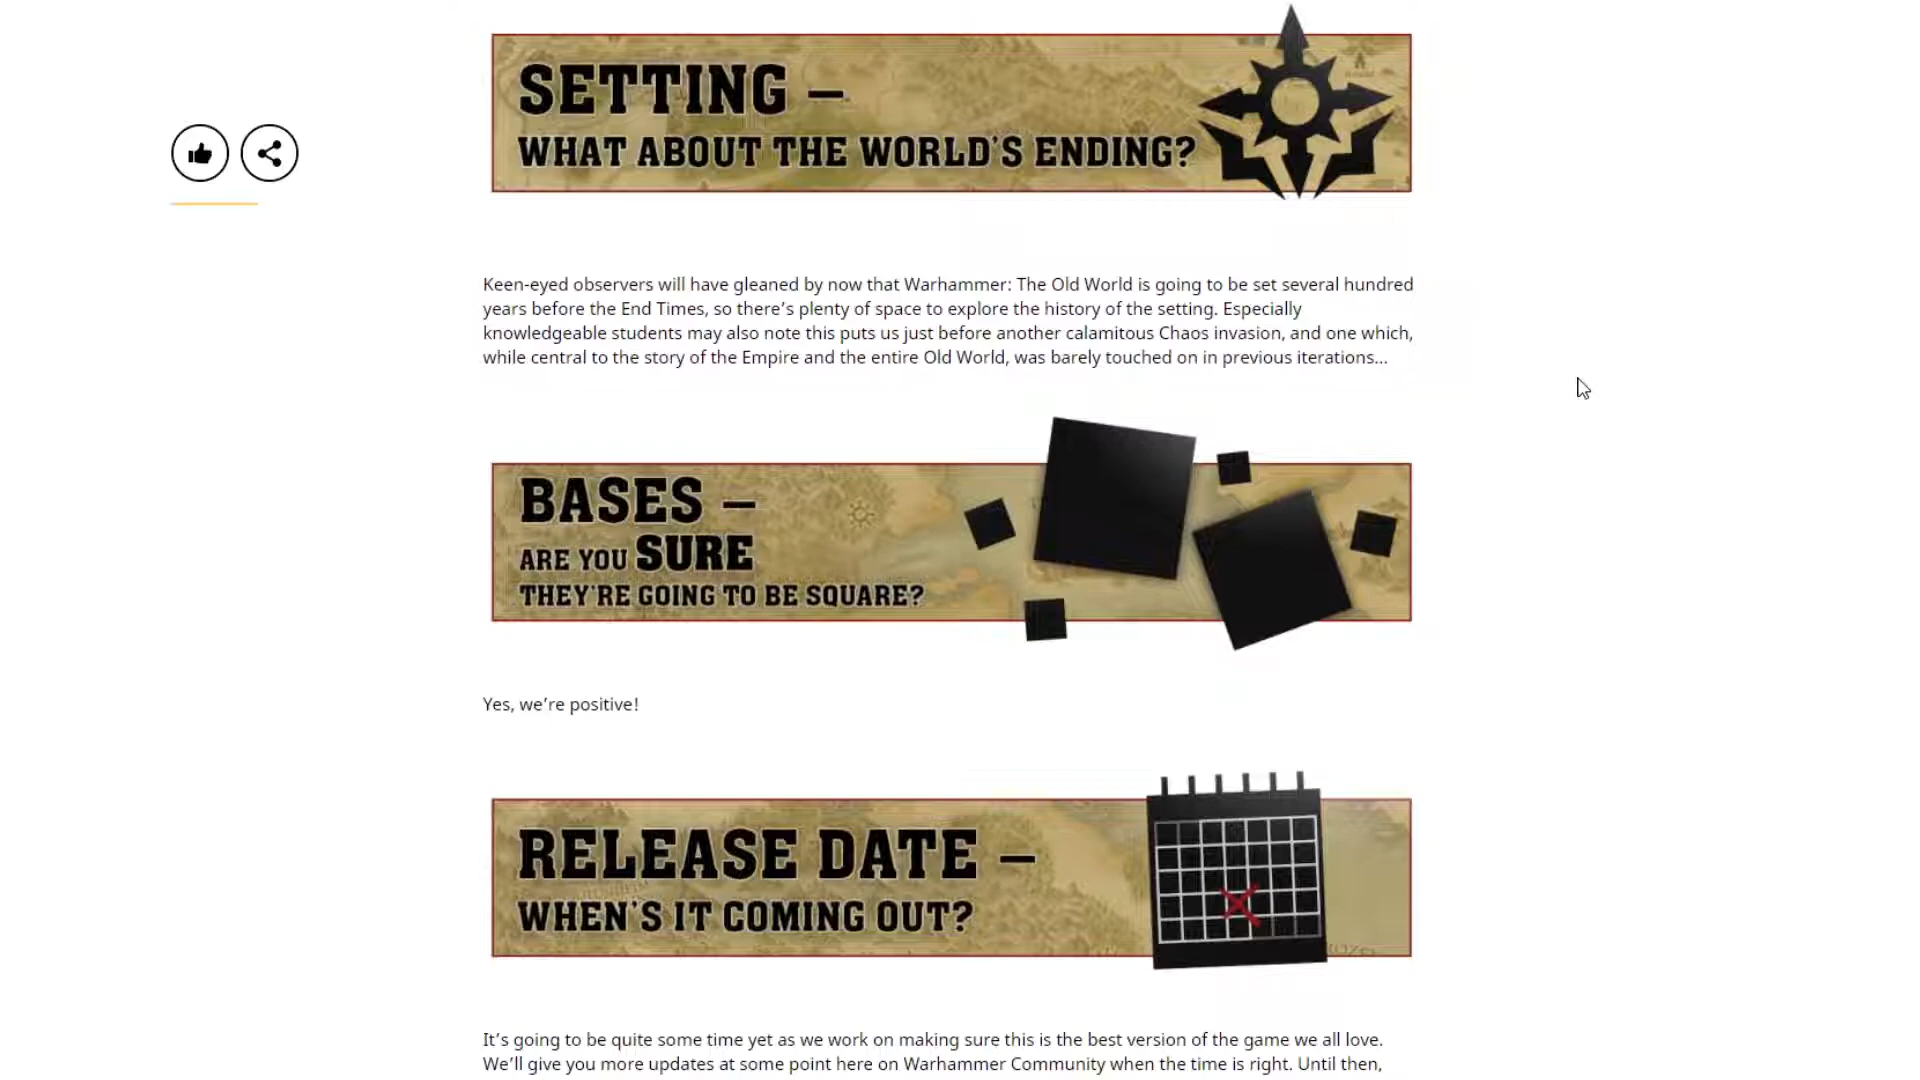 SETTING –
WHAT ABOUT THE WORLD'S ENDING?
Keen-eyed observers will have gleaned by now that Warhammer: The Old World is going to be set several hundred
years before the End Times, so there’s plenty of space to explore the history of the setting. Especially
knowledgeable students may also note this puts us just before another calamitous Chaos invasion, and one which,
while central to the story of the Empire and the entire Old World, was barely touched on in previous iterations…
BASES –
ARE YOU SURE
THEY'RE GOING TO BE SQUARE?
Yes, we’re positive!
RELEASE DATE –
WHEN'S IT COMING OUT?
It’s going to be quite some time yet as we work on making sure this is the best version of the game we all love.
We’ll give you more updates at some point here on Warhammer Community when the time is right. Until then,